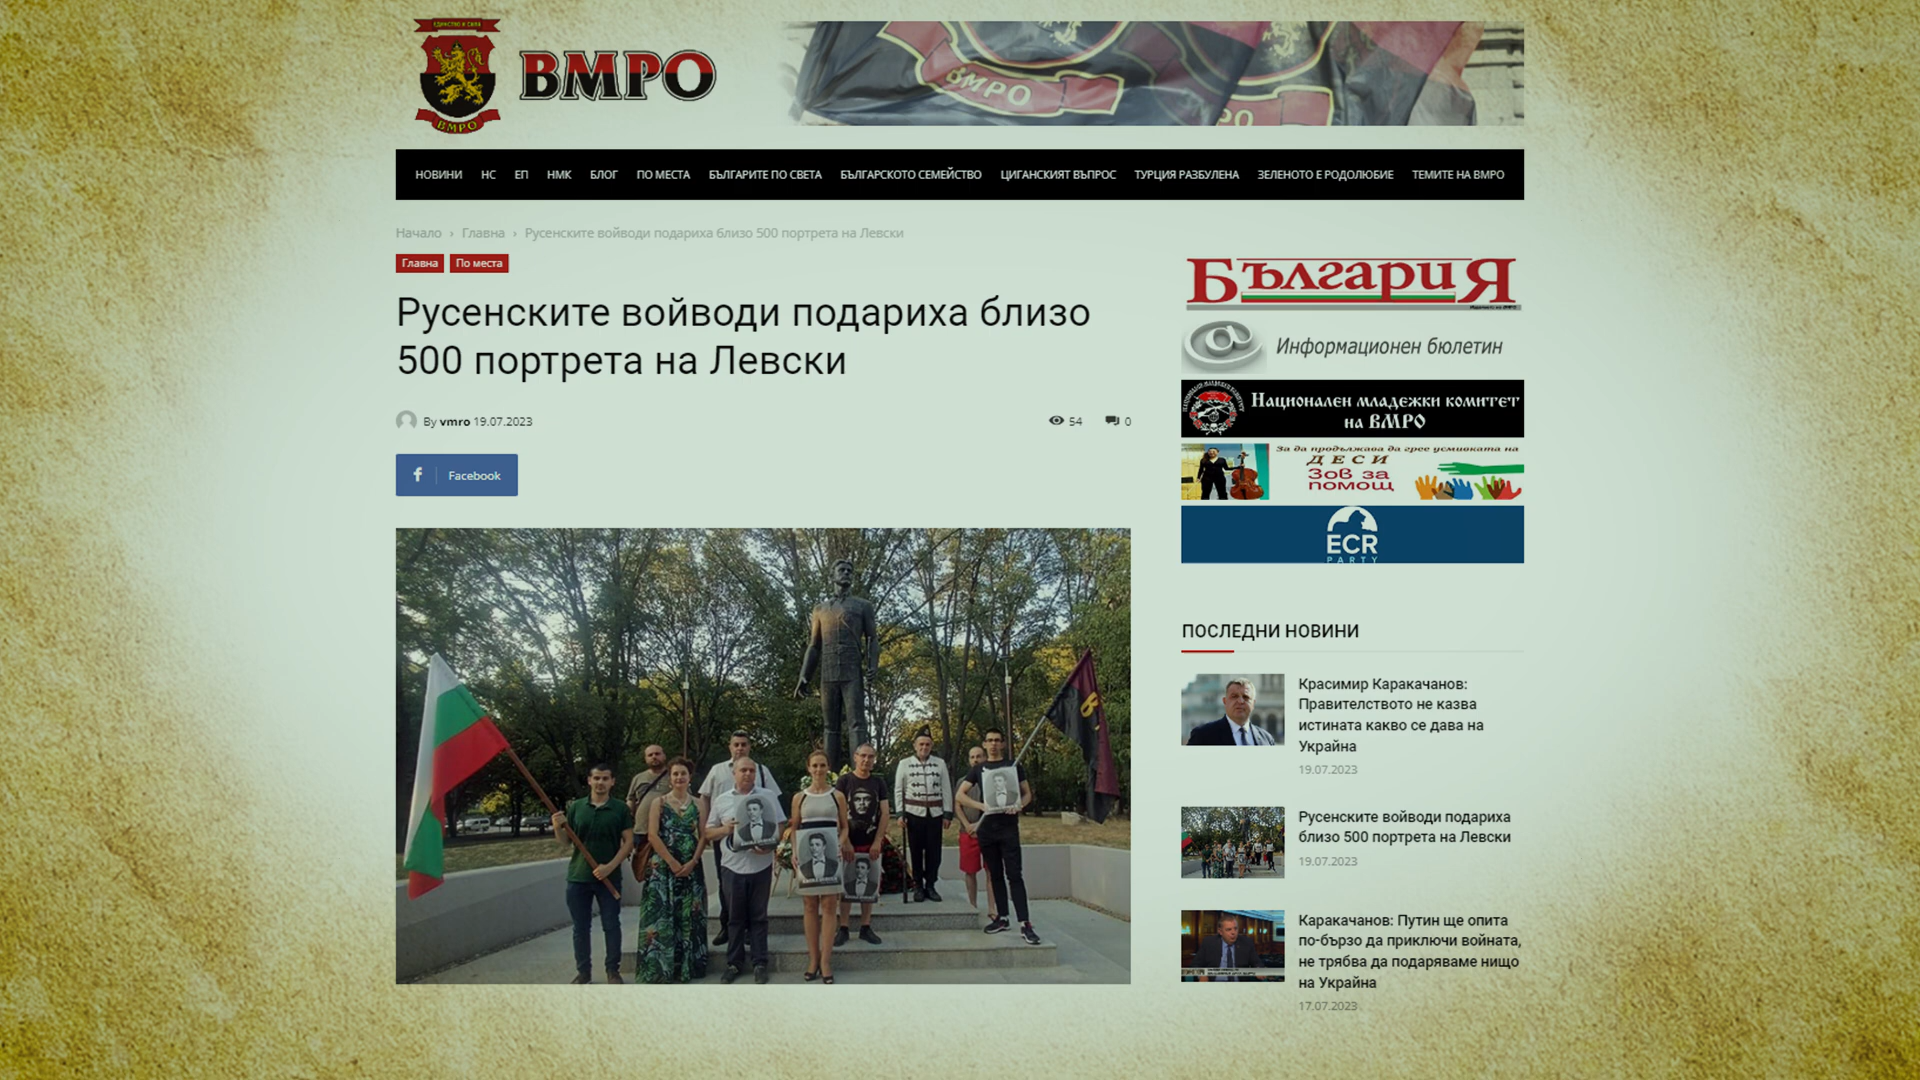 ЕДИНСТВО И СИЛА
ВМРО
ВМРО
ВМРО
РО
НОВИНИ НС ЕП НМК БЛОГ ПО МЕСТА БЪЛГАРИТЕ ПО СВЕТА БЪЛГАРСКОТО СЕМЕЙСТВО ЦИГАНСКИЯТ ВЪПРОС ТУРЦИЯ РАЗБУЛЕНА ЗЕЛЕНОТО Е РОДОЛЮБИЕ ТЕМИТЕ НА ВМРО
Начало › Главна › Русенските войводи подариха близо 500 портрета на Левски
Главна По места
Русенските войводи подариха близо
500 портрета на Левски
By vmro 19.07.2023
54 0
Facebook
В
България
@ Информационен бюлетин
Национален младежки комитет
на ВМРО
За да продължава да грее усмивката на
ДЕСИ
Зов за
помощ
ECR
PARTY
ПОСЛЕДНИ НОВИНИ
Красимир Каракачанов:
Правителството не казва
истината какво се дава на
Украйна
19.07.2023
Русенските войводи подариха
близо 500 портрета на Левски
19.07.2023
Каракачанов: Путин ще опита
по-бързо да приключи войната,
не трябва да подаряваме нищо
на Украйна
17.07.2023